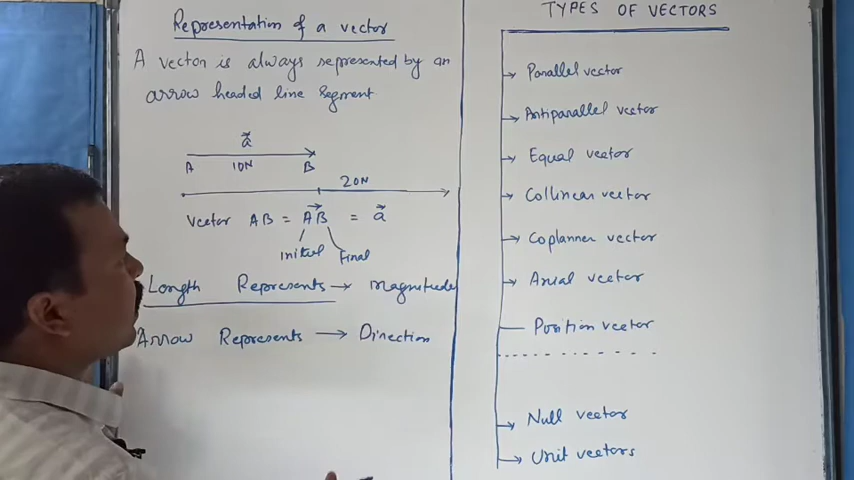 Representation of a vector
A vector is always represented by an
arrow headed line segment
a⃗
A 10N B
20N
vector AB = AB⃗ = a⃗
initial Final
Length Represents → magnitude
Arrow Represents → Direction
TYPES OF VECTORS
Parallel vector
Antiparallel vector
Equal vector
Collinear vector
Coplanner vector
Axial vector
Position vector
Null vector
Unit vectors